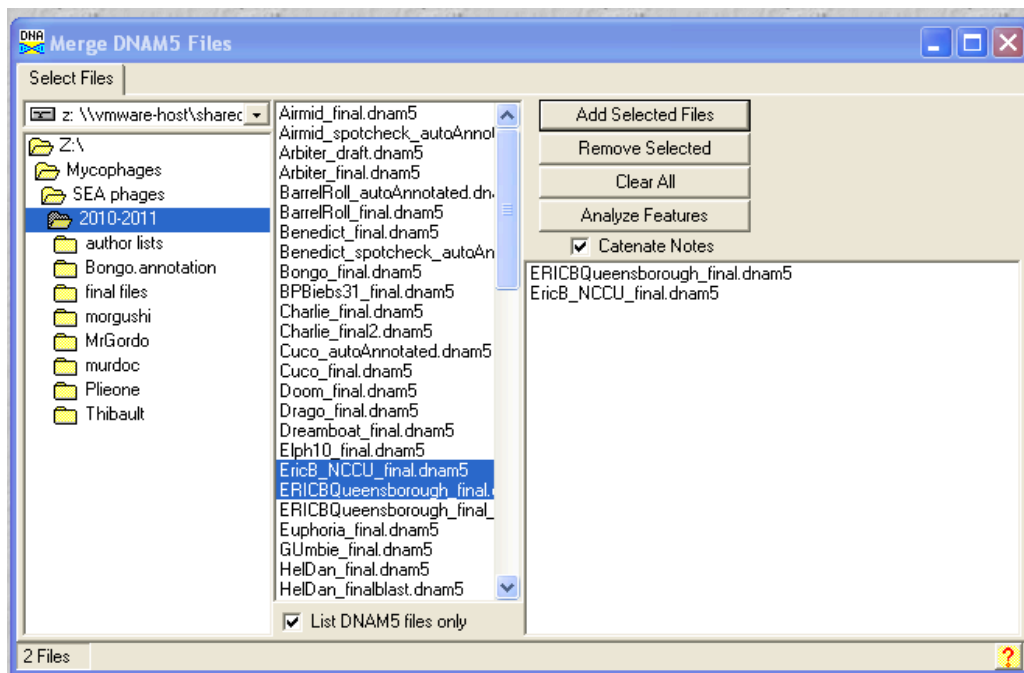 DNA
Merge DNAM5 Files
Select Files
z: \\vmware-host\sharec
Z:\
Mycophages
SEA phages
2010-2011
author lists
Bongo.annotation
final files
morgushi
MrGordo
murdoc
Plieone
Thibault
Airmid_final.dnam5
Airmid_spotcheck_autoAnnot
Arbiter_draft.dnam5
Arbiter_final.dnam5
BarrelRoll_autoAnnotated.dn
BarrelRoll_final.dnam5
Benedict_final.dnam5
Benedict_spotcheck_autoAn
Bongo_final.dnam5
BPBiebs31_final.dnam5
Charlie_final.dnam5
Charlie_final2.dnam5
Cuco_autoAnnotated.dnam5
Cuco_final.dnam5
Doom_final.dnam5
Drago_final.dnam5
Dreamboat_final.dnam5
Elph10_final.dnam5
EricB_NCCU_final.dnam5
ERICBQueensborough_final.
ERICBQueensborough_final_
Euphoria_final.dnam5
GUmbie_final.dnam5
HelDan_final.dnam5
HelDan_finalblast.dnam5
List DNAM5 files only
Add Selected Files
Remove Selected
Clear All
Analyze Features
Catenate Notes
ERICBQueensborough_final.dnam5
EricB_NCCU_final.dnam5
2 Files
?